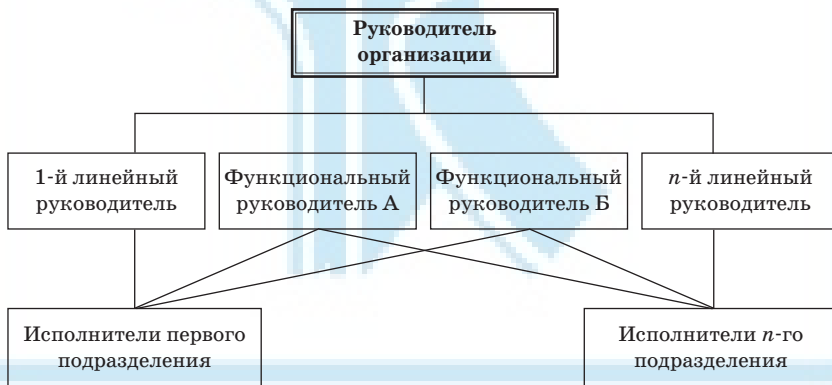 Руководитель
организации
1-й линейный
руководитель
Функциональный
руководитель А
Функциональный
руководитель Б
n-й линейный
руководитель
Исполнители первого
подразделения
Исполнители n-го
подразделения